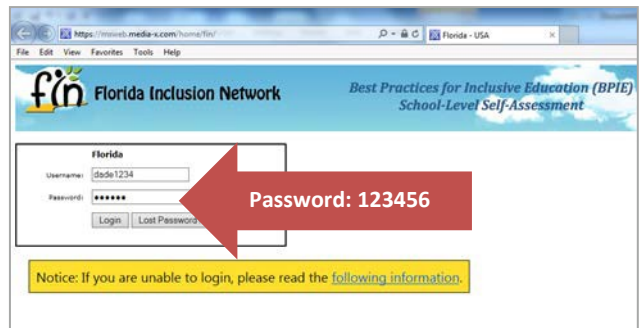 https://msweb.media-x.com/home/fin/
Florida - USA
File Edit View Favorites Tools Help
fin Florida Inclusion Network
Best Practices for Inclusive Education (BPIE)
School-Level Self-Assessment
Florida
Username: dade1234
Password: ●●●●●●
Login Lost Password
Password: 123456
Notice: If you are unable to login, please read the following information.